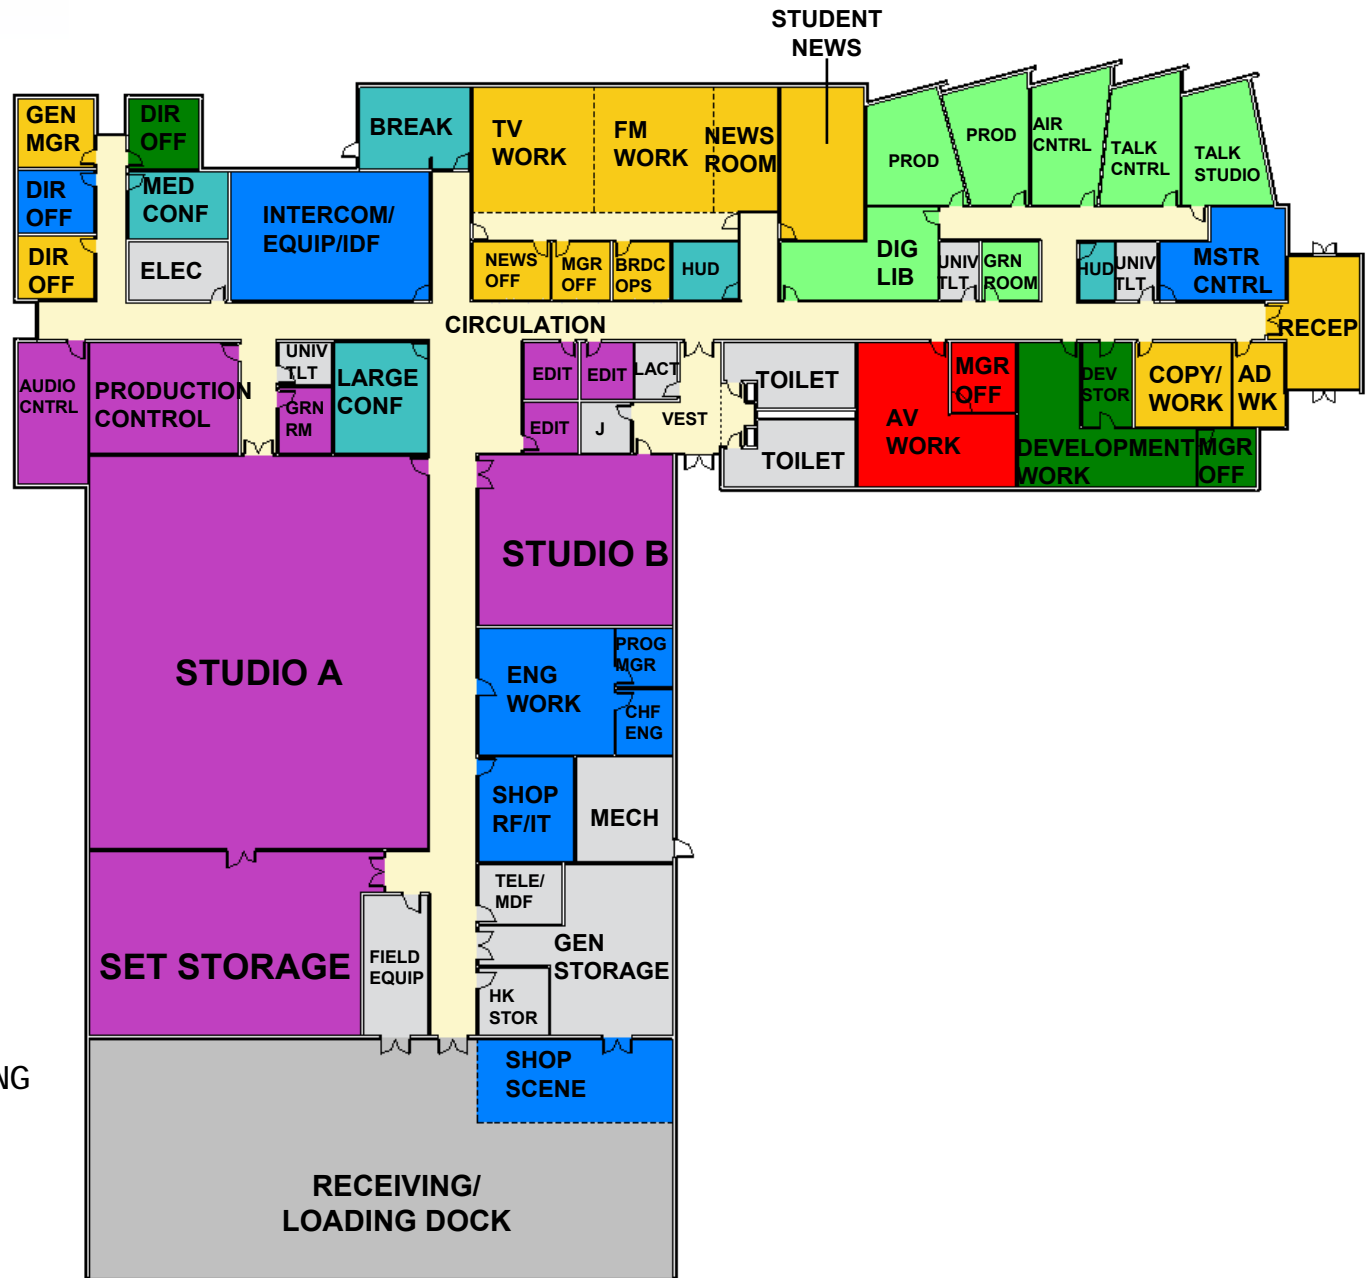 STUDENT
NEWS
GEN
MGR
DIR
OFF
BREAK
TV
WORK
FM
WORK
NEWS
ROOM
PROD
PROD
AIR
CNTRL
TALK
CNTRL
TALK
STUDIO
DIR
OFF
MED
CONF
INTERCOM/
EQUIP/IDF
DIR
OFF
ELEC
NEWS
OFF
MGR
OFF
BRDC
OPS
HUD
DIG
LIB
UNIV
TLT
GRN
ROOM
HUD
UNIV
TLT
MSTR
CNTRL
CIRCULATION
RECEP
AUDIO
CNTRL
PRODUCTION
CONTROL
UNIV
TLT
GRN
RM
LARGE
CONF
EDIT
EDIT
LACT
EDIT
J
VEST
TOILET
TOILET
AV
WORK
MGR
OFF
DEV
STOR
DEVELOPMENT
WORK
COPY/
WORK
AD
WK
MGR
OFF
STUDIO A
STUDIO B
ENG
WORK
PROG
MGR
CHF
ENG
SHOP
RF/IT
MECH
TELE/
MDF
GEN
STORAGE
SET STORAGE
FIELD
EQUIP
HK
STOR
NG
SHOP
SCENE
RECEIVING/
LOADING DOCK